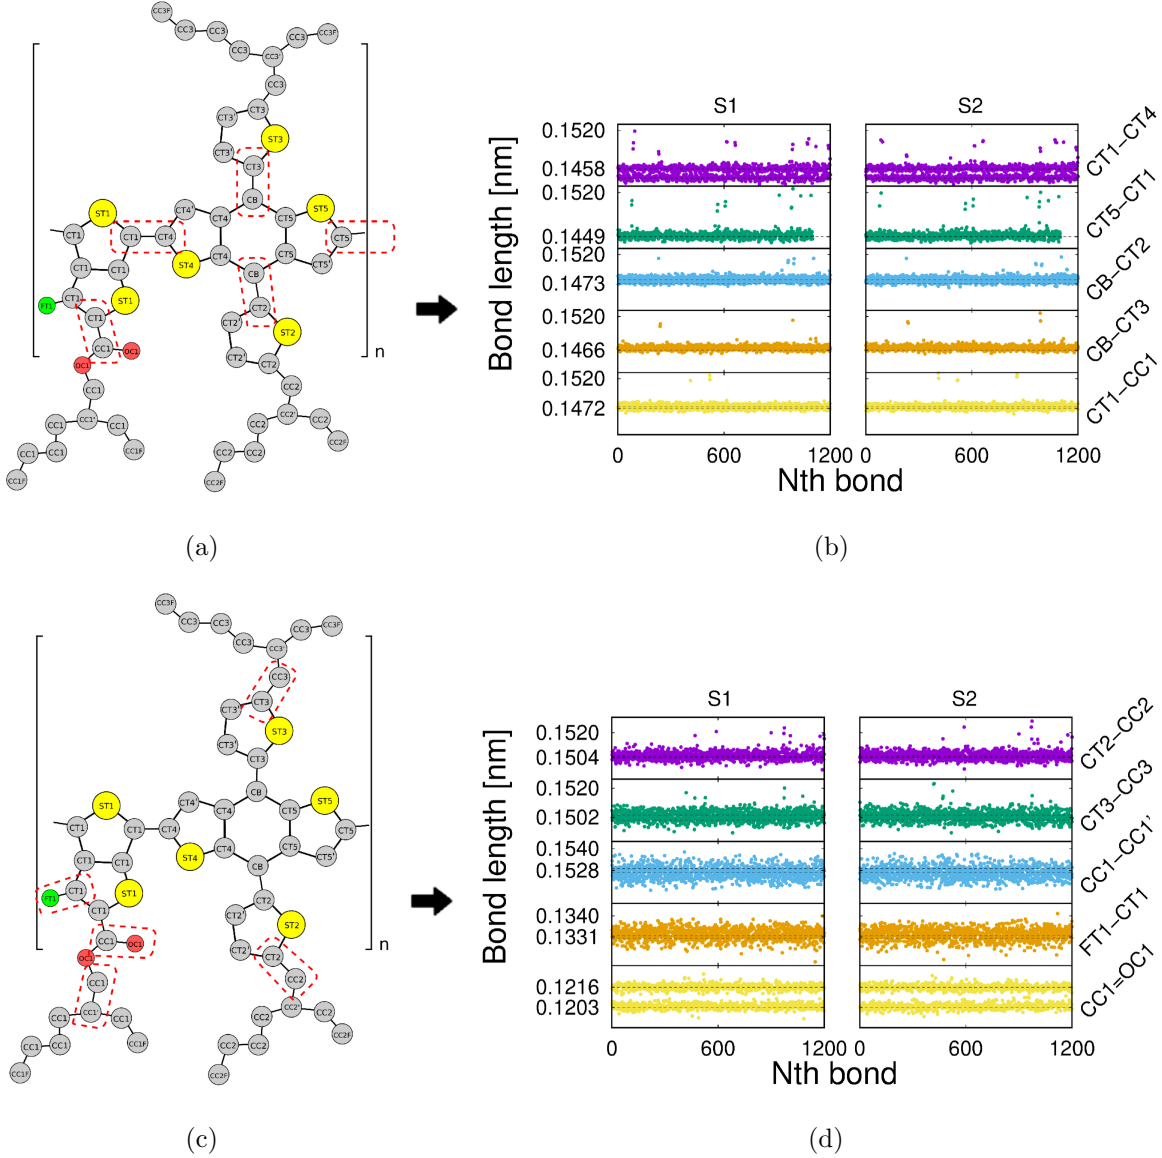 CC3F
CC3 CC3 CC3 CC3F
CC3 CC3'
CC3
CT3' CT3
ST3
CT3' CT3
CB
ST1 CT4' CT4 CT5 ST5
CT1 CT1 CT4 CT5
ST4 CT4 CT5 CT5'
CT1 CT1 CB
FT1 CT1 ST1 CT2
CT1 CT2' ST2
CC1 OC1 CT2' CT2
OC1
CC1 CC2
CC1 CC1' CC1 CC2 CC2' CC2
CC1 CC1 CC1F CC2 CC2 CC2F
CC1F CC2F
n
(a)
S1 S2
Bond length [nm]
0.1520
0.1458
CT1-CT4
0.1520
0.1449
CT5-CT1
0.1520
0.1473
CB-CT2
0.1520
0.1466
CB-CT3
0.1520
0.1472
CT1-CC1
0 600 1200 0 600 1200
Nth bond
(b)
CC3F
CC3 CC3 CC3 CC3F
CC3 CC3'
CC3
CT3' CT3
ST3
CT3' CT3
CB
ST1 CT4' CT4 CT5 ST5
CT1 CT1 CT4 CT5
ST4 CT4 CT5 CT5'
CT1 CT1 CB
FT1 CT1 ST1 CT2
CT1 CT2' ST2
CC1 OC1 CT2' CT2
OC1
CC1 CC2
CC1 CC1' CC1 CC2 CC2' CC2
CC1 CC1 CC1F CC2 CC2 CC2F
CC1F CC2F
n
(c)
S1 S2
Bond length [nm]
0.1520
0.1504
CT2-CC2
0.1520
0.1502
CT3-CC3
0.1540
0.1528
CC1-CC1'
0.1340
0.1331
FT1-CT1
0.1216
0.1203
CC1=OC1
0 600 1200 0 600 1200
Nth bond
(d)